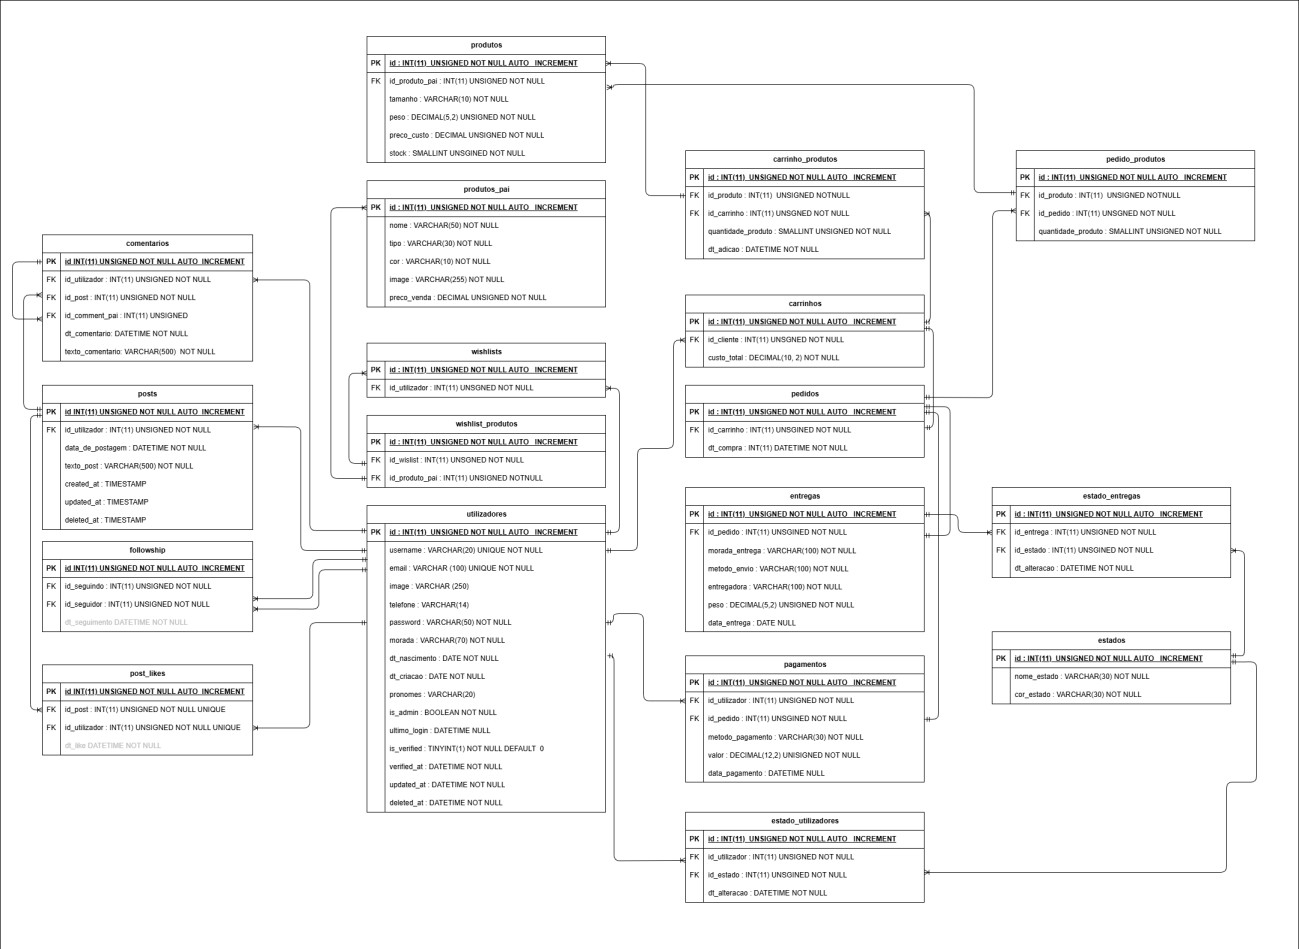 produtos
PK id : INT(11) UNSIGNED NOT NULL AUTO_INCREMENT
FK id_produto_pai : INT(11) UNSIGNED NOT NULL
tamanho : VARCHAR(10) NOT NULL
peso : DECIMAL(5,2) UNSIGNED NOT NULL
preco_custo : DECIMAL UNSIGNED NOT NULL
stock : SMALLINT UNSGINED NOT NULL
produtos_pai
PK id : INT(11) UNSIGNED NOT NULL AUTO_INCREMENT
nome : VARCHAR(50) NOT NULL
tipo : VARCHAR(30) NOT NULL
cor : VARCHAR(10) NOT NULL
image : VARCHAR(255) NOT NULL
preco_venda : DECIMAL UNSIGNED NOT NULL
wishlists
PK id : INT(11) UNSIGNED NOT NULL AUTO_INCREMENT
FK id_utilizador : INT(11) UNSGNED NOT NULL
wishlist_produtos
PK id : INT(11) UNSIGNED NOT NULL AUTO_INCREMENT
FK id_wislist : INT(11) UNSGNED NOT NULL
FK id_produto_pai : INT(11) UNSIGNED NOTNULL
utilizadores
PK id : INT(11) UNSIGNED NOT NULL AUTO_INCREMENT
username : VARCHAR(20) UNIQUE NOT NULL
email : VARCHAR (100) UNIQUE NOT NULL
image : VARCHAR (250)
telefone : VARCHAR(14)
password : VARCHAR(50) NOT NULL
morada : VARCHAR(70) NOT NULL
dt_nascimento : DATE NOT NULL
dt_criacao : DATE NOT NULL
pronomes : VARCHAR(20)
is_admin : BOOLEAN NOT NULL
ultimo_login : DATETIME NULL
is_verified : TINYINT(1) NOT NULL DEFAULT 0
verified_at : DATETIME NOT NULL
updated_at : DATETIME NOT NULL
deleted_at : DATETIME NOT NULL
comentarios
PK id INT(11) UNSIGNED NOT NULL AUTO_INCREMENT
FK id_utilizador : INT(11) UNSIGNED NOT NULL
FK id_post : INT(11) UNSIGNED NOT NULL
FK id_comment_pai : INT(11) UNSIGNED
dt_comentario: DATETIME NOT NULL
texto_comentario: VARCHAR(500) NOT NULL
posts
PK id INT(11) UNSIGNED NOT NULL AUTO_INCREMENT
FK id_utilizador : INT(11) UNSIGNED NOT NULL
data_de_postagem : DATETIME NOT NULL
texto_post : VARCHAR(500) NOT NULL
created_at : TIMESTAMP
updated_at : TIMESTAMP
deleted_at : TIMESTAMP
followship
PK id INT(11) UNSIGNED NOT NULL AUTO_INCREMENT
FK id_seguindo : INT(11) UNSIGNED NOT NULL
FK id_seguidor : INT(11) UNSIGNED NOT NULL
dt_seguimento DATETIME NOT NULL
post_likes
PK id INT(11) UNSIGNED NOT NULL AUTO_INCREMENT
FK id_post : INT(11) UNSIGNED NOT NULL UNIQUE
FK id_utilizador : INT(11) UNSIGNED NOT NULL UNIQUE
dt_like DATETIME NOT NULL
carrinho_produtos
PK id : INT(11) UNSIGNED NOT NULL AUTO_INCREMENT
FK id_produto : INT(11) UNSIGNED NOTNULL
FK id_carrinho : INT(11) UNSGNED NOT NULL
quantidade_produto : SMALLINT UNSIGNED NOT NULL
dt_adicao : DATETIME NOT NULL
carrinhos
PK id : INT(11) UNSIGNED NOT NULL AUTO_INCREMENT
FK id_cliente : INT(11) UNSGNED NOT NULL
custo_total : DECIMAL(10, 2) NOT NULL
pedidos
PK id : INT(11) UNSIGNED NOT NULL AUTO_INCREMENT
FK id_carrinho : INT(11) UNSGINED NOT NULL
dt_compra : INT(11) DATETIME NOT NULL
entregas
PK id : INT(11) UNSIGNED NOT NULL AUTO_INCREMENT
FK id_pedido : INT(11) UNSGINED NOT NULL
morada_entrega : VARCHAR(100) NOT NULL
metodo_envio : VARCHAR(100) NOT NULL
entregadora : VARCHAR(100) NOT NULL
peso : DECIMAL(5,2) UNSIGNED NOT NULL
data_entrega : DATE NULL
pagamentos
PK id : INT(11) UNSIGNED NOT NULL AUTO_INCREMENT
FK id_utilizador : INT(11) UNSIGNED NOT NULL
FK id_pedido : INT(11) UNSGINED NOT NULL
metodo_pagamento : VARCHAR(30) NOT NULL
valor : DECIMAL(12,2) UNISIGNED NOT NULL
data_pagamento : DATETIME NULL
estado_utilizadores
PK id : INT(11) UNSIGNED NOT NULL AUTO_INCREMENT
FK id_utilizador : INT(11) UNSIGNED NOT NULL
FK id_estado : INT(11) UNSGINED NOT NULL
dt_alteracao : DATETIME NOT NULL
pedido_produtos
PK id : INT(11) UNSIGNED NOT NULL AUTO_INCREMENT
FK id_produto : INT(11) UNSIGNED NOTNULL
FK id_pedido : INT(11) UNSGNED NOT NULL
quantidade_produto : SMALLINT UNSIGNED NOT NULL
estado_entregas
PK id : INT(11) UNSIGNED NOT NULL AUTO_INCREMENT
FK id_entrega : INT(11) UNSIGNED NOT NULL
FK id_estado : INT(11) UNSGINED NOT NULL
dt_alteracao : DATETIME NOT NULL
estados
PK id : INT(11) UNSIGNED NOT NULL AUTO_INCREMENT
nome_estado : VARCHAR(30) NOT NULL
cor_estado : VARCHAR(30) NOT NULL